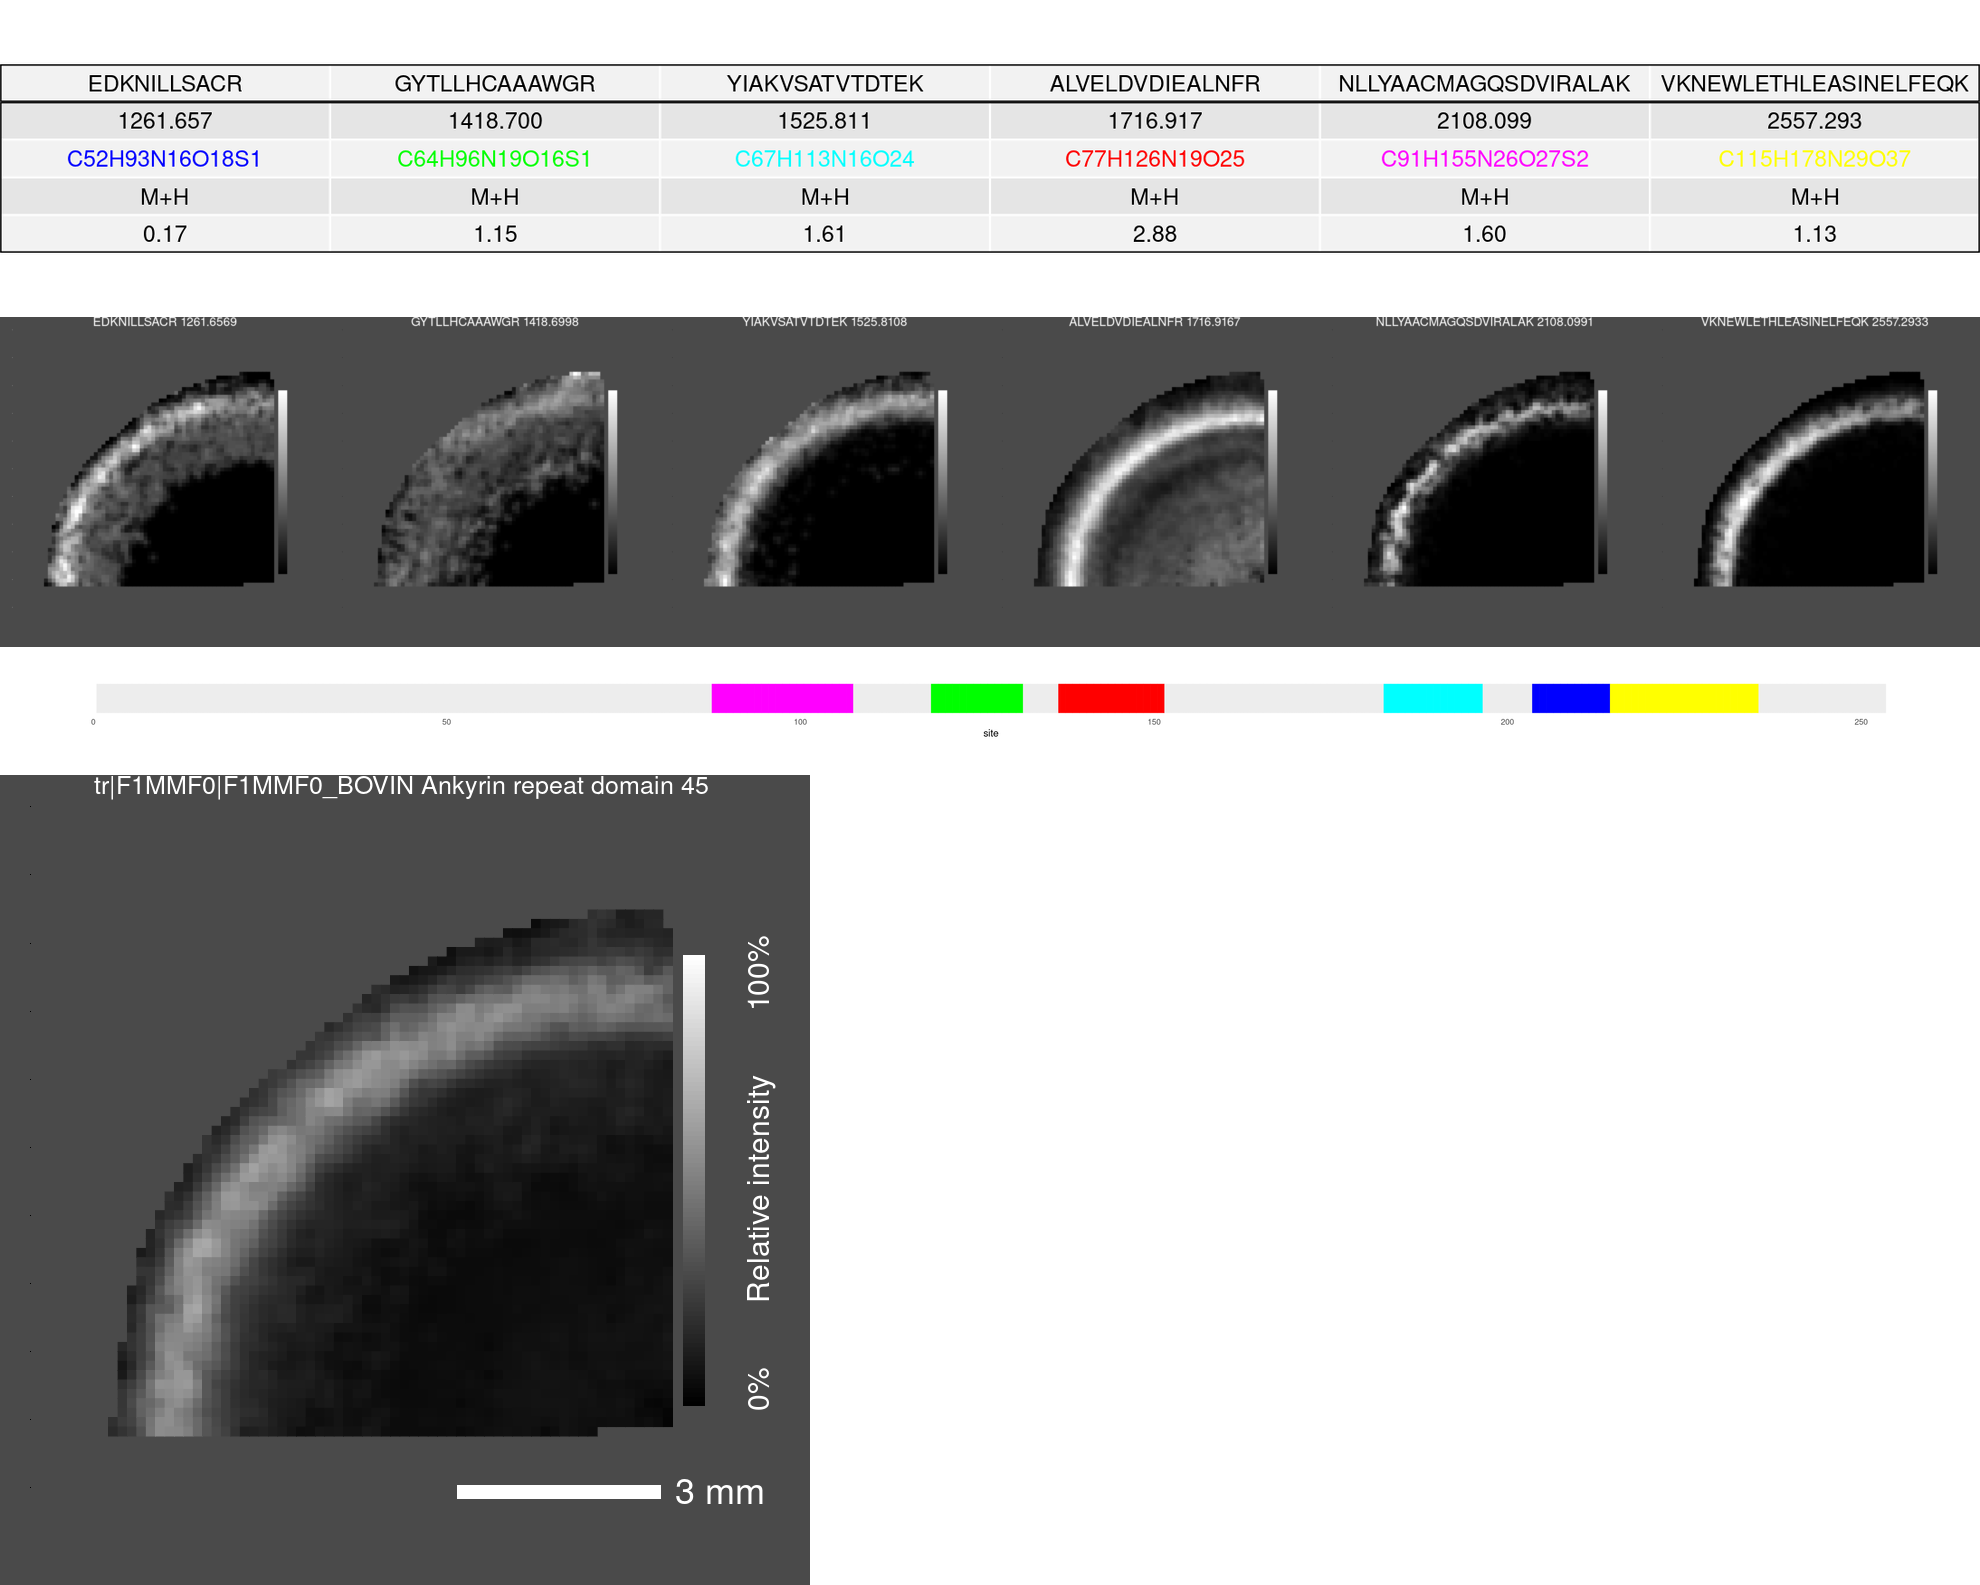 EDKNILLSACR GYTLLHCAAAWGR YIAKVSATVTDTEK ALVELDVDIEALNFR NLLYAACMAGQSDVIRALAK VKNEWLETHLEASINELFEQK
1261.657 1418.700 1525.811 1716.917 2108.099 2557.293
C52H93N16O18S1 C64H96N19O16S1 C67H113N16O24 C77H126N19O25 C91H155N26O27S2 C115H178N29O37
M+H M+H M+H M+H M+H M+H
0.17 1.15 1.61 2.88 1.60 1.13
EDKNILLSACR 1261.6569 GYTLLHCAAAWGR 1418.6998 YIAKVSATVTDTEK 1525.8108 ALVELDVDIEALNFR 1716.9167 NLLYAACMAGQSDVIRALAK 2108.0991 VKNEWLETHLEASINELFEQK 2557.2933
0 50 100 150 200 250
site
tr|F1MMF0|F1MMF0_BOVIN Ankyrin repeat domain 45
100%
Relative intensity
0%
3 mm